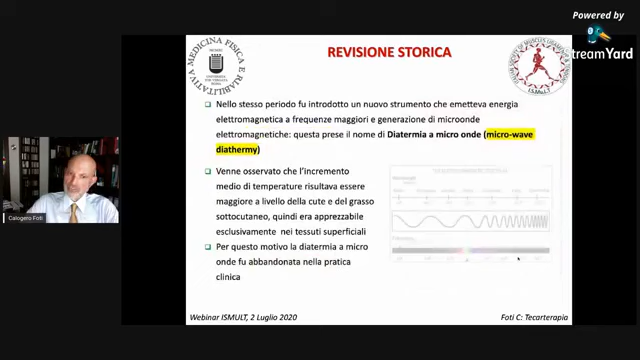 Powered by
StreamYard
REVISIONE STORICA
MEDICINA FISICA E RIABILITATIVA
Nello stesso periodo fu introdotto un nuovo strumento che emetteva energia
elettromagnetica a frequenze maggiori e generazione di microonde
elettromagnetiche: questa prese il nome di Diatermia a micro onde (micro-wave
diathermy)
Venne osservato che l'incremento
medio di temperature risultava essere
maggiore a livello della cute e del grasso
sottocutaneo, quindi era apprezzabile
esclusivamente nei tessuti superficiali
Per questo motivo la diatermia a micro
onde fu abbandonata nella pratica
clinica
Calogero Foti
Webinar ISMULT, 2 Luglio 2020
Foti C: Tecarterapia